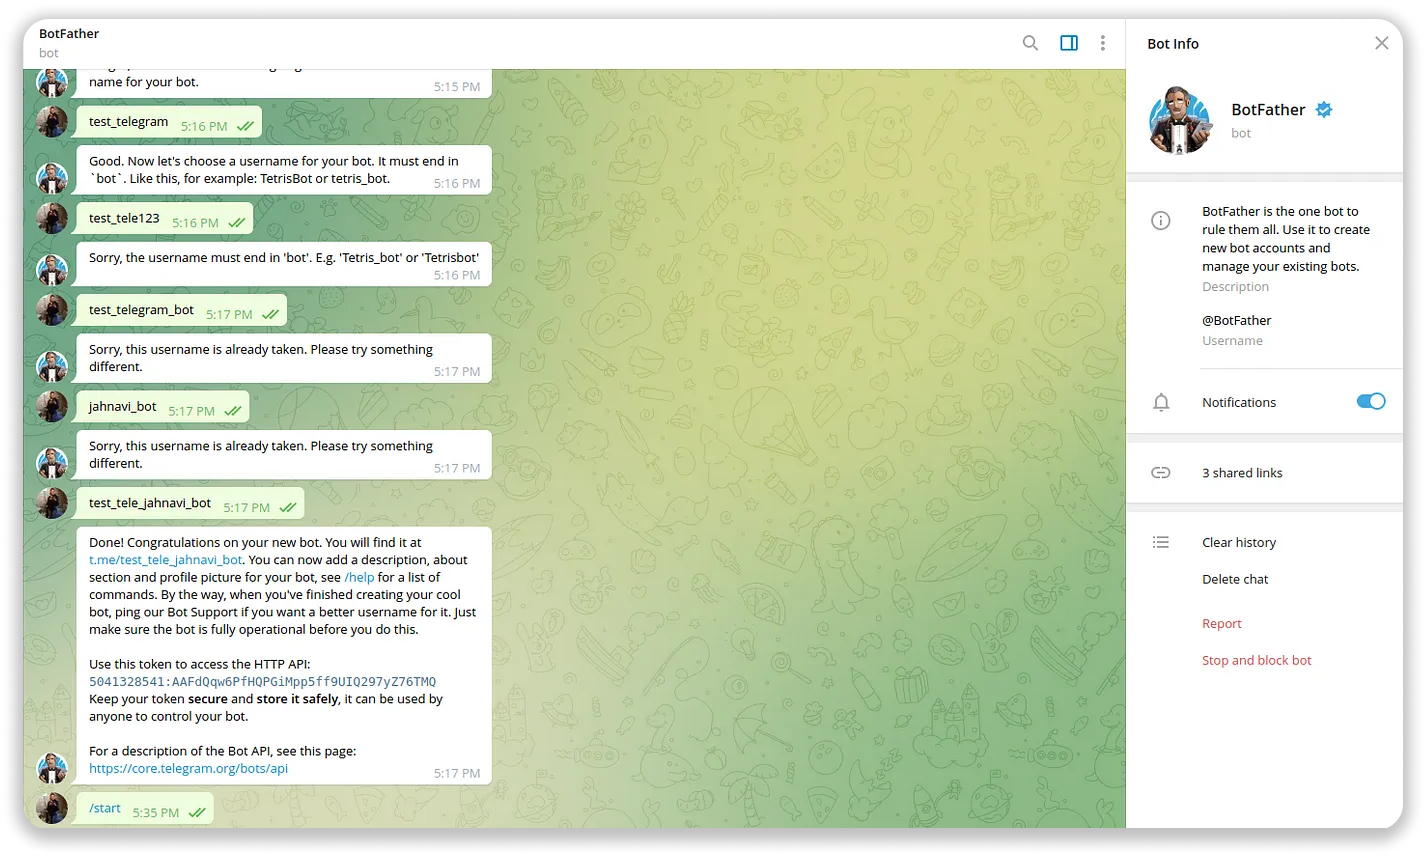 BotFather
bot
name for your bot.
5:15 PM
test_telegram 5:16 PM
Good. Now let's choose a username for your bot. It must end in
`bot`. Like this, for example: TetrisBot or tetris_bot.
5:16 PM
test_tele123 5:16 PM
Sorry, the username must end in 'bot'. E.g. 'Tetris_bot' or 'Tetrisbot'
5:16 PM
test_telegram_bot 5:17 PM
Sorry, this username is already taken. Please try something
different.
5:17 PM
jahnavi_bot 5:17 PM
Sorry, this username is already taken. Please try something
different.
5:17 PM
test_tele_jahnavi_bot 5:17 PM
Done! Congratulations on your new bot. You will find it at
t.me/test_tele_jahnavi_bot. You can now add a description, about
section and profile picture for your bot, see /help for a list of
commands. By the way, when you've finished creating your cool
bot, ping our Bot Support if you want a better username for it. Just
make sure the bot is fully operational before you do this.
Use this token to access the HTTP API:
5041328541:AAFdQqw6PfHQPGiMpp5ff9UIQ297yZ76TMQ
Keep your token secure and store it safely, it can be used by
anyone to control your bot.
For a description of the Bot API, see this page:
https://core.telegram.org/bots/api
5:17 PM
/start 5:35 PM
Bot Info
BotFather
bot
BotFather is the one bot to
rule them all. Use it to create
new bot accounts and
manage your existing bots.
Description
@BotFather
Username
Notifications
3 shared links
Clear history
Delete chat
Report
Stop and block bot